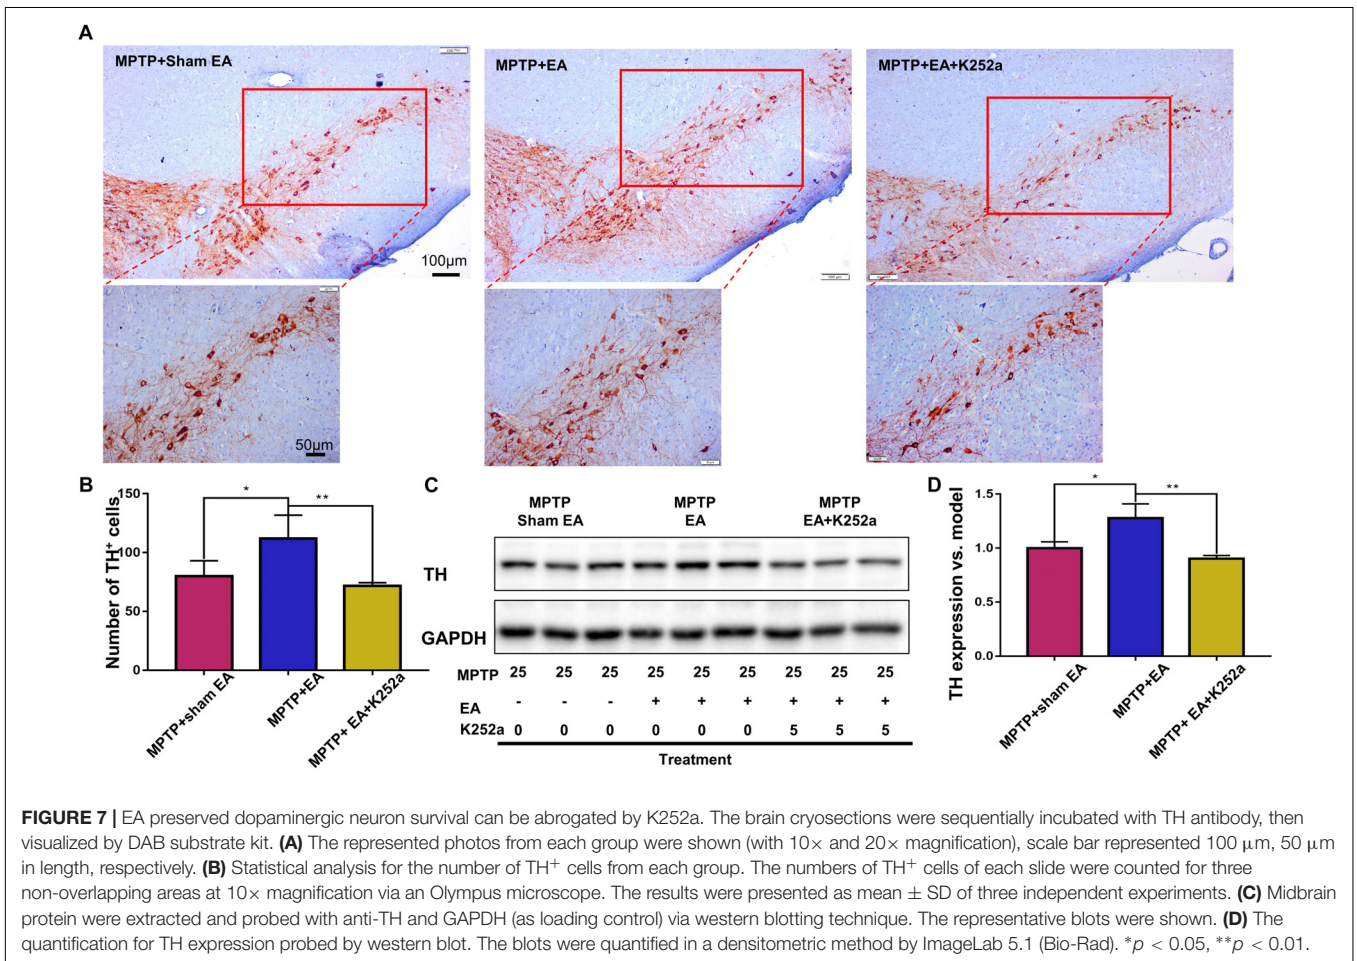 A
MPTP+Sham EA
MPTP+EA
MPTP+EA+K252a
100μm
50μm
B
Number of TH+ cells
150
100
50
0
*
**
MPTP+sham EA
MPTP+EA
MPTP+ EA+K252a
C
MPTP Sham EA
MPTP EA
MPTP EA+K252a
TH
GAPDH
MPTP 25 25 25 25 25 25 25 25 25
EA - - - + + + + + +
K252a 0 0 0 0 0 0 5 5 5
Treatment
D
TH expression vs. model
1.5
1.0
0.5
0.0
*
**
MPTP+sham EA
MPTP+EA
MPTP+ EA+K252a
FIGURE 7 | EA preserved dopaminergic neuron survival can be abrogated by K252a. The brain cryosections were sequentially incubated with TH antibody, then
visualized by DAB substrate kit. (A) The represented photos from each group were shown (with 10× and 20× magnification), scale bar represented 100 μm, 50 μm
in length, respectively. (B) Statistical analysis for the number of TH+ cells from each group. The numbers of TH+ cells of each slide were counted for three
non-overlapping areas at 10× magnification via an Olympus microscope. The results were presented as mean ± SD of three independent experiments. (C) Midbrain
protein were extracted and probed with anti-TH and GAPDH (as loading control) via western blotting technique. The representative blots were shown. (D) The
quantification for TH expression probed by western blot. The blots were quantified in a densitometric method by ImageLab 5.1 (Bio-Rad). *p < 0.05, **p < 0.01.